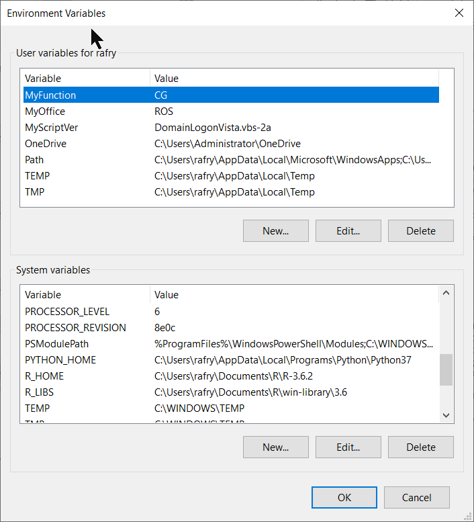 Environment Variables
User variables for rafry
Variable Value
MyFunction CG
MyOffice ROS
MyScriptVer DomainLogonVista.vbs-2a
OneDrive C:\Users\Administrator\OneDrive
Path C:\Users\rafry\AppData\Local\Microsoft\WindowsApps;C:\Us...
TEMP C:\Users\rafry\AppData\Local\Temp
TMP C:\Users\rafry\AppData\Local\Temp
New... Edit... Delete
System variables
Variable Value
PROCESSOR_LEVEL 6
PROCESSOR_REVISION 8e0c
PSModulePath %ProgramFiles%\WindowsPowerShell\Modules;C:\WINDOWS...
PYTHON_HOME C:\Users\rafry\AppData\Local\Programs\Python\Python37
R_HOME C:\Users\rafry\Documents\R\R-3.6.2
R_LIBS C:\Users\rafry\Documents\R\win-library\3.6
TEMP C:\WINDOWS\TEMP
TMP C:\WINDOWS\TEMP
New... Edit... Delete
OK Cancel